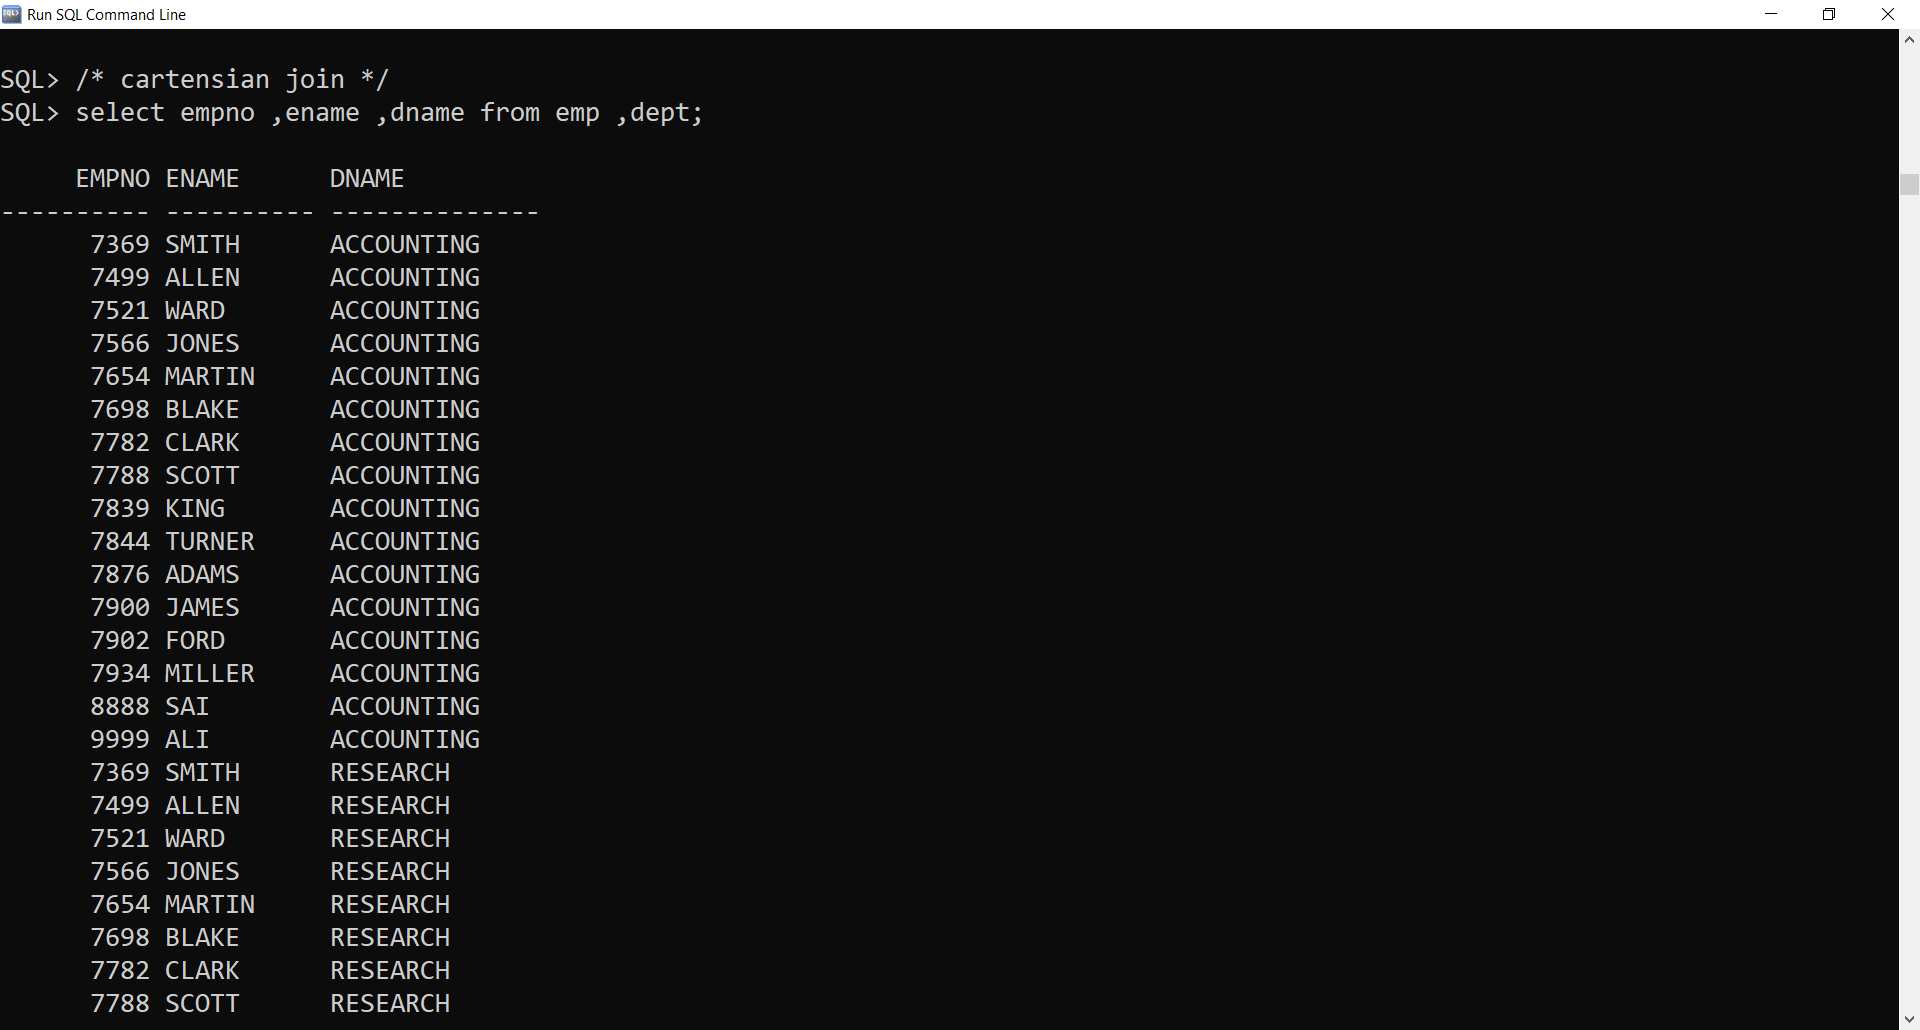 Run SQL Command Line
SQL> /* cartensian join */
SQL> select empno ,ename ,dname from emp ,dept;
     EMPNO ENAME      DNAME
---------- ---------- --------------
      7369 SMITH      ACCOUNTING
      7499 ALLEN      ACCOUNTING
      7521 WARD       ACCOUNTING
      7566 JONES      ACCOUNTING
      7654 MARTIN     ACCOUNTING
      7698 BLAKE      ACCOUNTING
      7782 CLARK      ACCOUNTING
      7788 SCOTT      ACCOUNTING
      7839 KING       ACCOUNTING
      7844 TURNER     ACCOUNTING
      7876 ADAMS      ACCOUNTING
      7900 JAMES      ACCOUNTING
      7902 FORD       ACCOUNTING
      7934 MILLER     ACCOUNTING
      8888 SAI        ACCOUNTING
      9999 ALI        ACCOUNTING
      7369 SMITH      RESEARCH
      7499 ALLEN      RESEARCH
      7521 WARD       RESEARCH
      7566 JONES      RESEARCH
      7654 MARTIN     RESEARCH
      7698 BLAKE      RESEARCH
      7782 CLARK      RESEARCH
      7788 SCOTT      RESEARCH